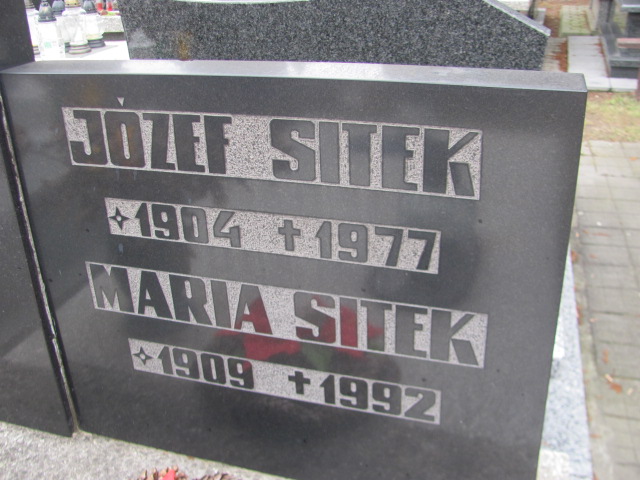 JÓZEF SITEK
✧1904 ✝1977
MARIA SITEK
✧1909 ✝1992